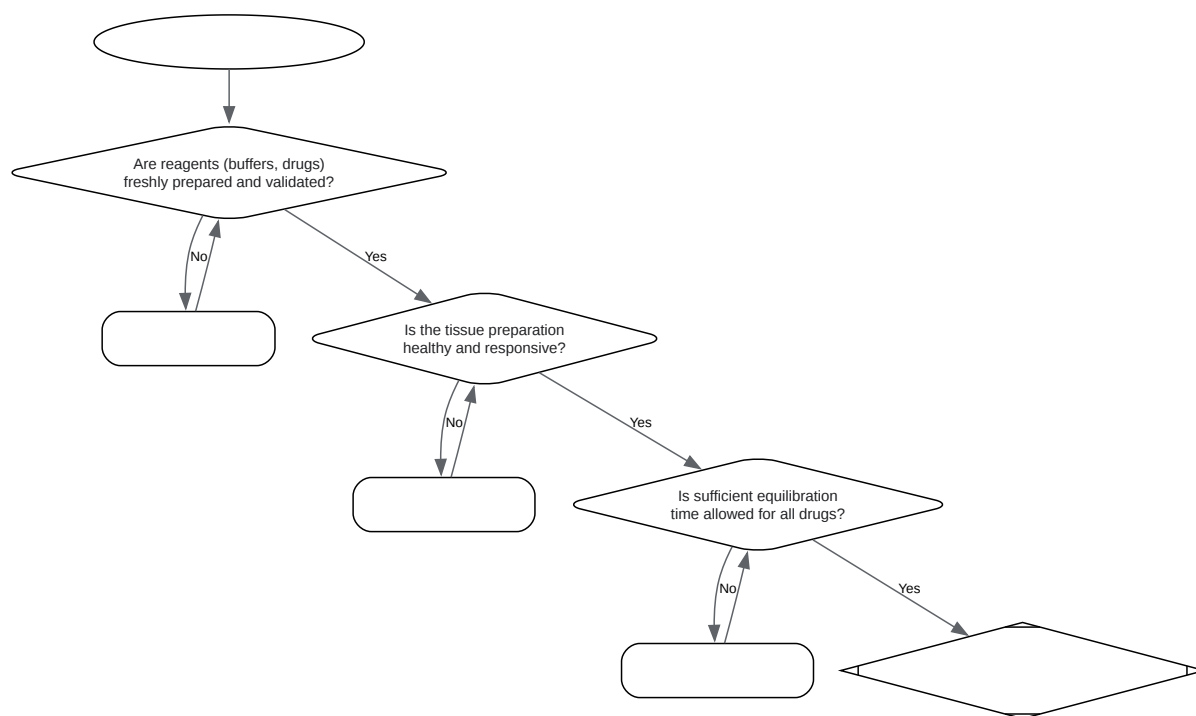 Are reagents (buffers, drugs)
freshly prepared and validated?
No
Yes
Is the tissue preparation
healthy and responsive?
No
Yes
Is sufficient equilibration
time allowed for all drugs?
No
Yes